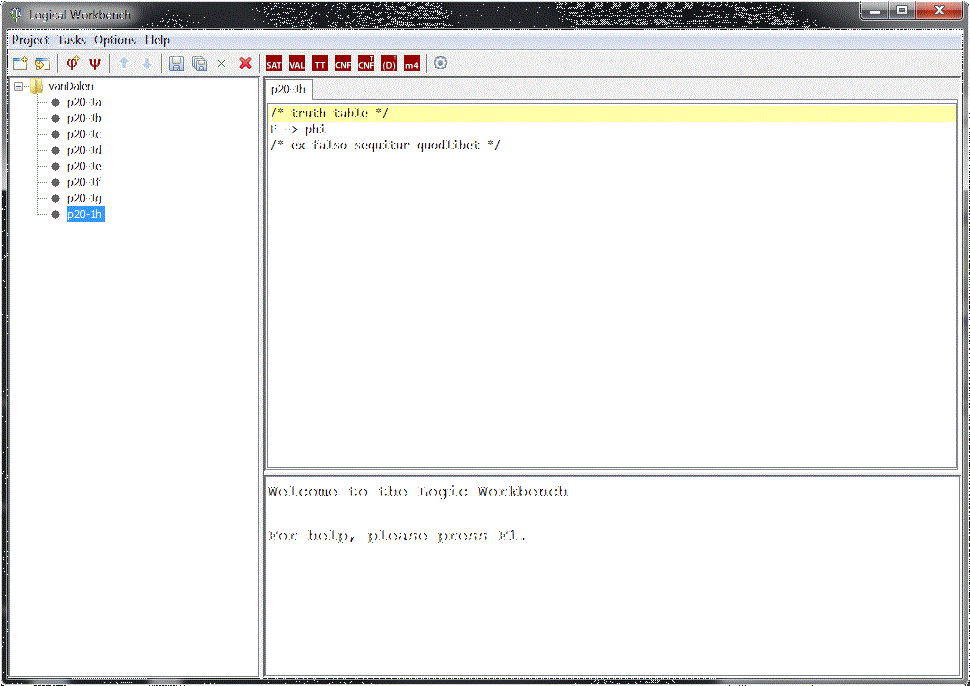 Logical Workbench
Project Tasks Options Help
φ ψ SAT VAL TT CNF CNF (D) m4
vanDalen
p20-1a
p20-1b
p20-1c
p20-1d
p20-1e
p20-1f
p20-1g
p20-1h
p20-1h
/* truth table */
F -> phi
/* ex falso sequitur quodlibet */
Welcome to the Logic Workbench
For help, please press F1.